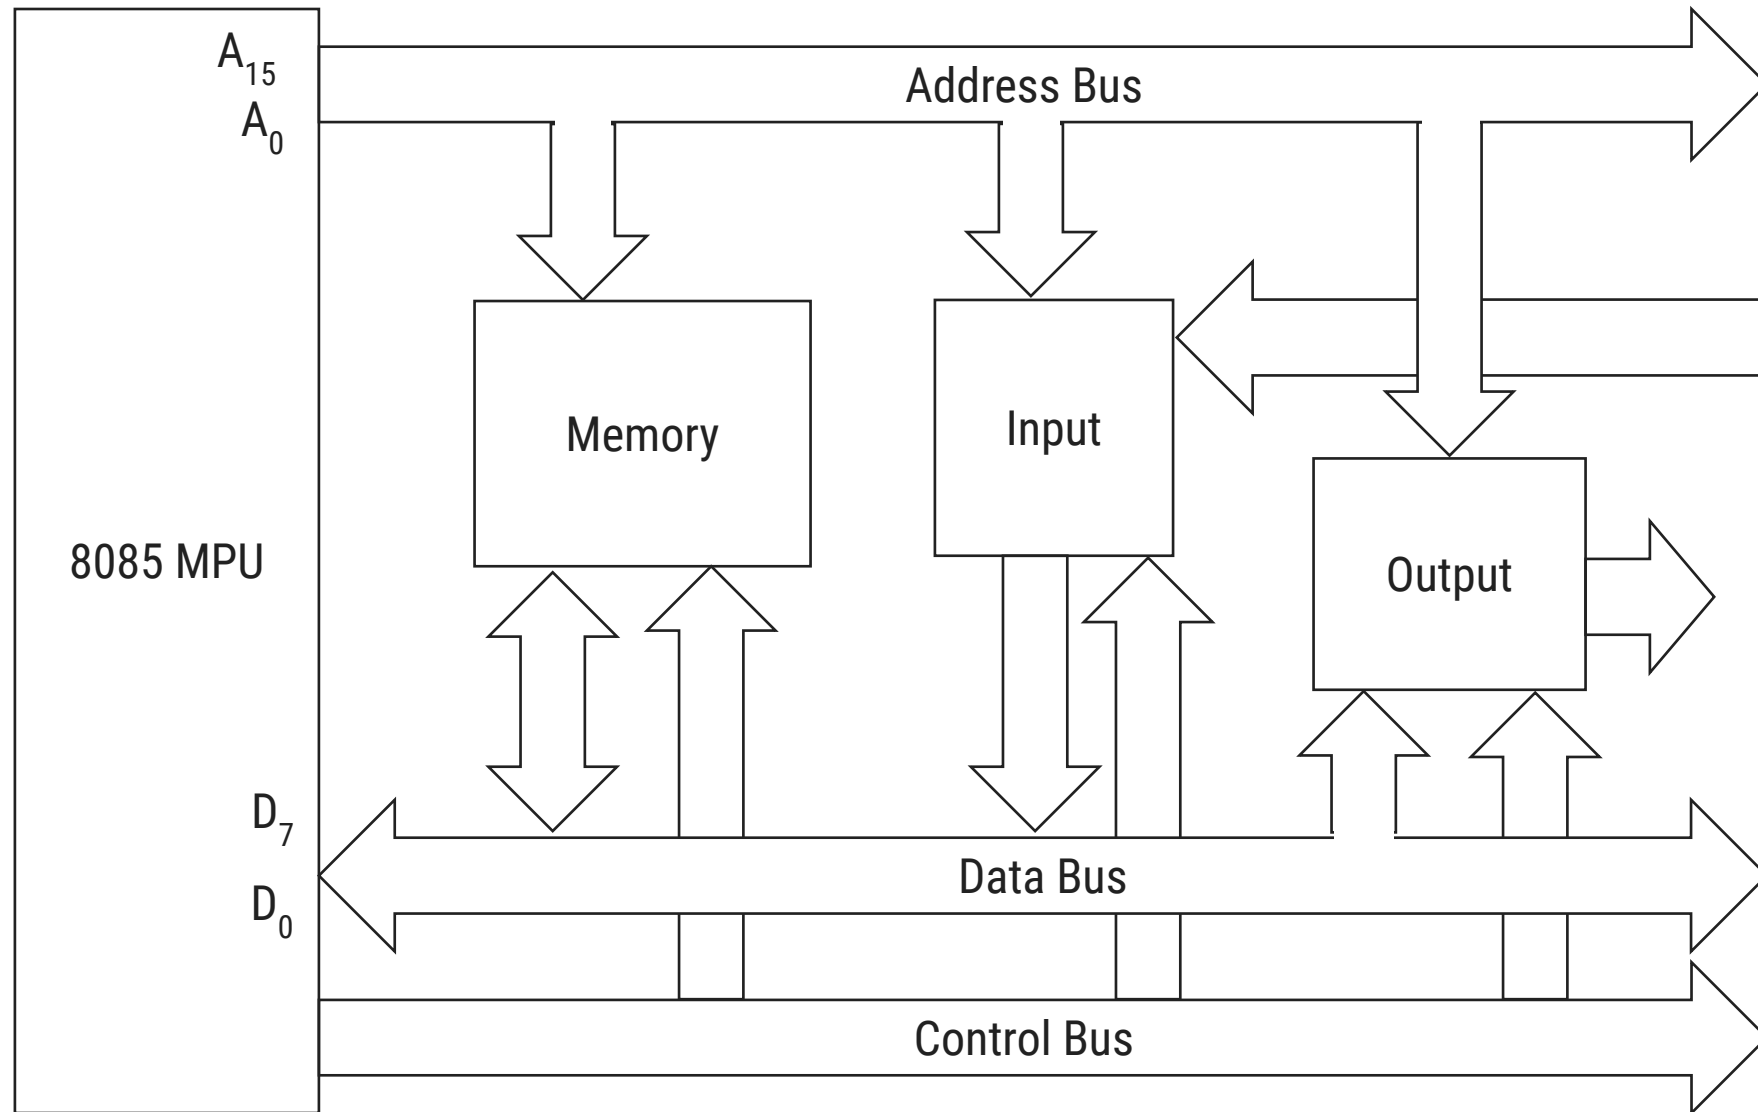 A15
A0
Address Bus
Memory
Input
8085 MPU
Output
D7
D0
Data Bus
Control Bus